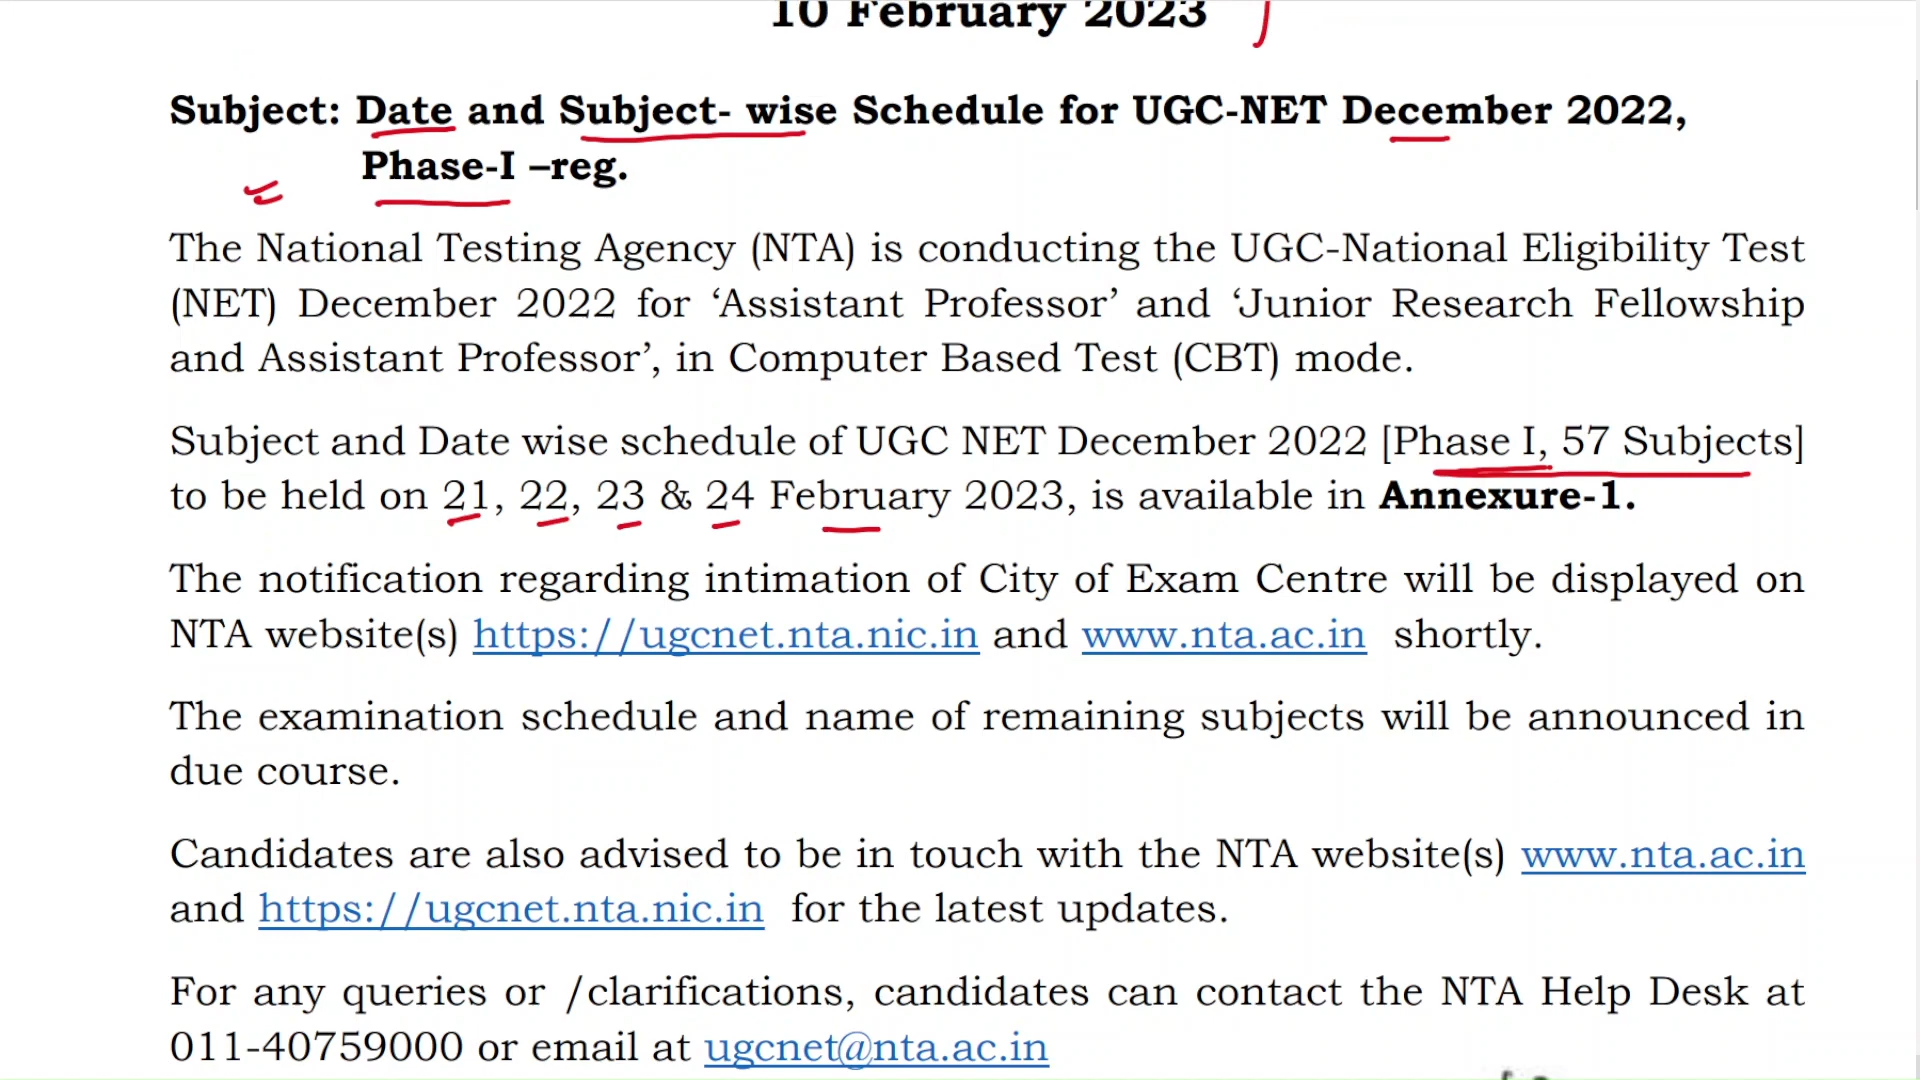 10 February 2023
Subject: Date and Subject- wise Schedule for UGC-NET December 2022,
Phase-I –reg.
The National Testing Agency (NTA) is conducting the UGC-National Eligibility Test
(NET) December 2022 for ‘Assistant Professor’ and ‘Junior Research Fellowship
and Assistant Professor’, in Computer Based Test (CBT) mode.
Subject and Date wise schedule of UGC NET December 2022 [Phase I, 57 Subjects]
to be held on 21, 22, 23 & 24 February 2023, is available in Annexure-1.
The notification regarding intimation of City of Exam Centre will be displayed on
NTA website(s) https://ugcnet.nta.nic.in and www.nta.ac.in shortly.
The examination schedule and name of remaining subjects will be announced in
due course.
Candidates are also advised to be in touch with the NTA website(s) www.nta.ac.in
and https://ugcnet.nta.nic.in for the latest updates.
For any queries or /clarifications, candidates can contact the NTA Help Desk at
011-40759000 or email at ugcnet@nta.ac.in